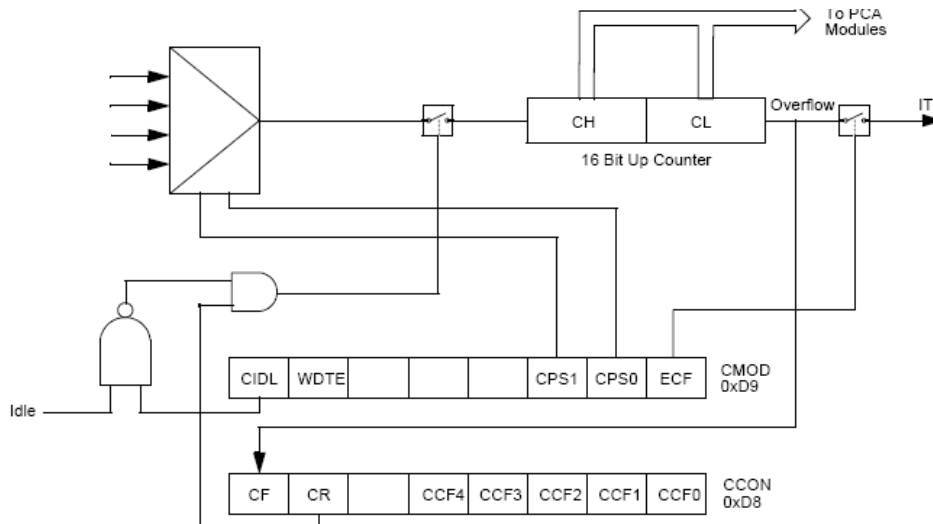 To PCA
Modules
Overflow
IT
CH CL
16 Bit Up Counter
CIDL WDTE CPS1 CPS0 ECF
CMOD
0xD9
Idle
CF CR CCF4 CCF3 CCF2 CCF1 CCF0
CCON
0xD8